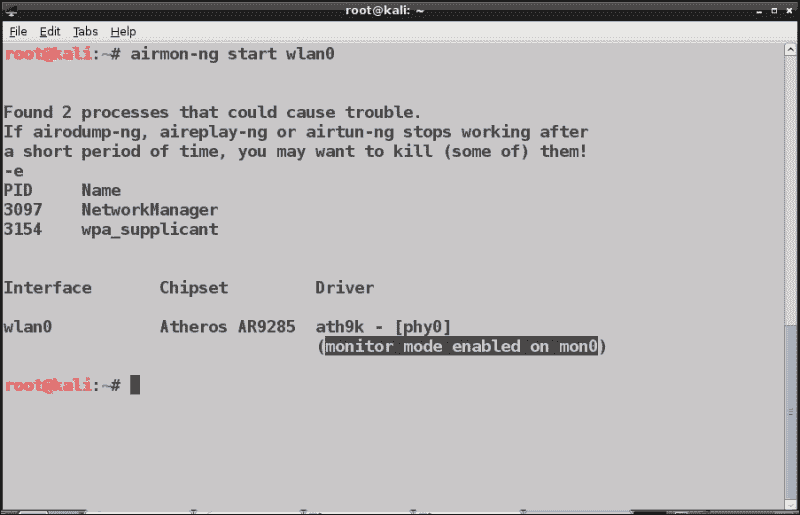 root@kali: ~
File Edit Tabs Help
root@kali:~# airmon-ng start wlan0
Found 2 processes that could cause trouble.
If airodump-ng, aireplay-ng or airtun-ng stops working after
a short period of time, you may want to kill (some of) them!
-e
PID Name
3097 NetworkManager
3154 wpa_supplicant
Interface Chipset Driver
wlan0 Atheros AR9285 ath9k - [phy0]
(monitor mode enabled on mon0)
root@kali:~#